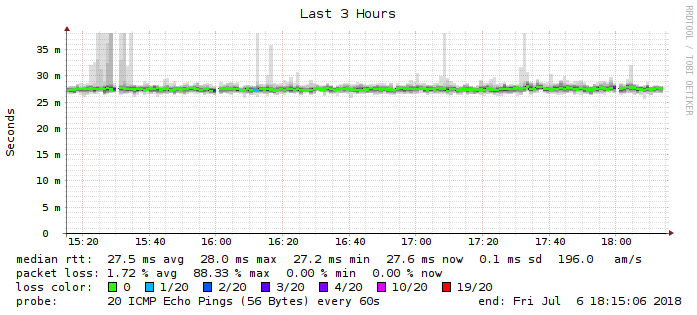 Last 3 Hours
RRDTOOL / TOBI OETIKER
Seconds
35 m
30 m
25 m
20 m
15 m
10 m
5 m
0
15:20 15:40 16:00 16:20 16:40 17:00 17:20 17:40 18:00
median rtt: 27.5 ms avg 28.0 ms max 27.2 ms min 27.6 ms now 0.1 ms sd 196.0 am/s
packet loss: 1.72 % avg 88.33 % max 0.00 % min 0.00 % now
loss color: 0 1/20 2/20 3/20 4/20 10/20 19/20
probe: 20 ICMP Echo Pings (56 Bytes) every 60s end: Fri Jul 6 18:15:06 2018